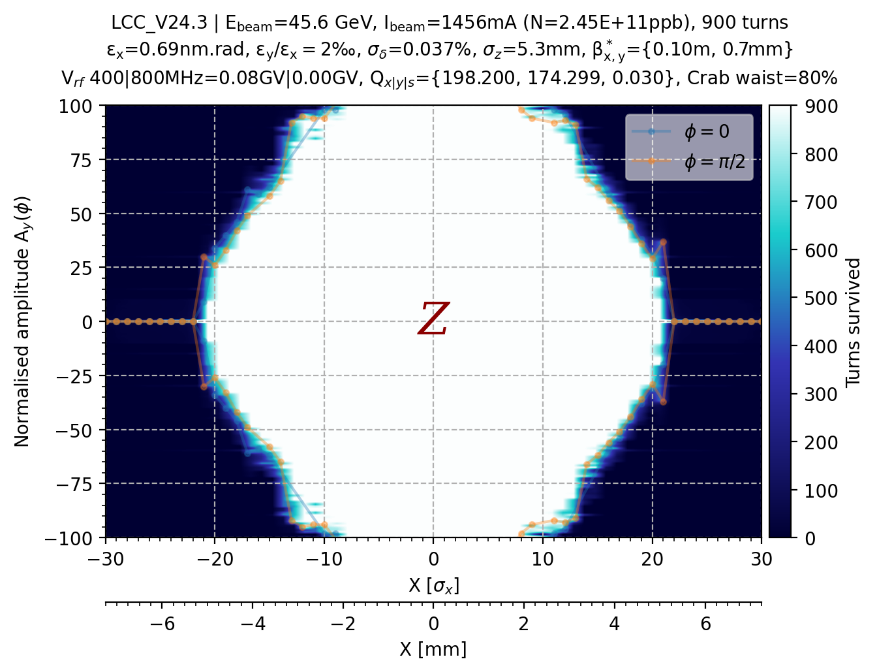 LCC_V24.3 | E_beam=45.6 GeV, I_beam=1456mA (N=2.45E+11ppb), 900 turns
ε_x=0.69nm.rad, ε_y/ε_x = 2‰, σ_δ=0.037%, σ_z=5.3mm, β*_x,y={0.10m, 0.7mm}
V_rf 400|800MHz=0.08GV|0.00GV, Q_x|y|s={198.200, 174.299, 0.030}, Crab waist=80%
100
75
50
25
0
−25
−50
−75
−100
Normalised amplitude A_y(ϕ)
ϕ = 0
ϕ = π/2
Z
900
800
700
600
500
400
300
200
100
0
Turns survived
−30 −20 −10 0 10 20 30
X [σ_x]
−6 −4 −2 0 2 4 6
X [mm]